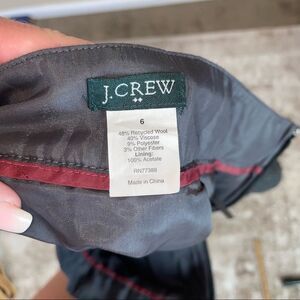 J.CREW
6
48% Recycled Wool
40% Viscose
9% Polyester
3% Other Fibers
Lining:
100% Acetate
RN77388
Made in China